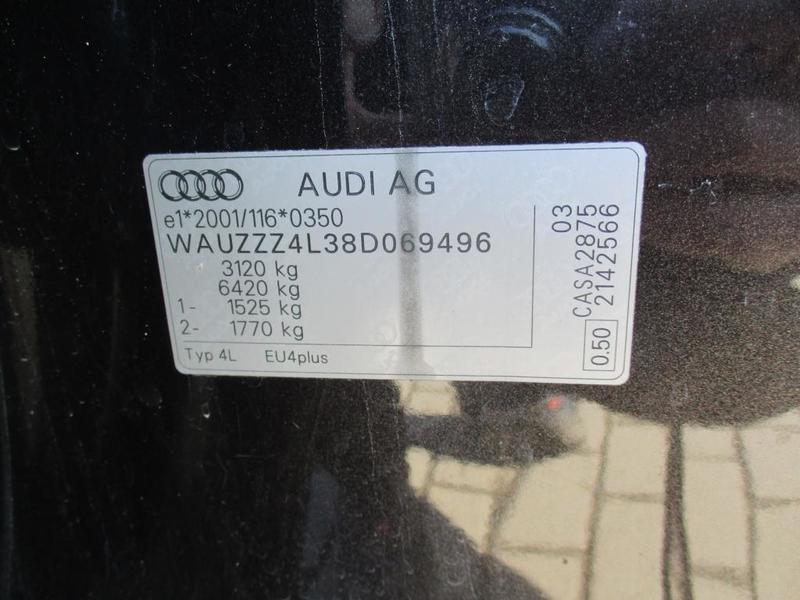 AUDI AG
e1*2001/116*0350
WAUZZZ4L38D069496
3120 kg
6420 kg
1- 1525 kg
2- 1770 kg
Typ 4L EU4plus
03
CASA2875
2142566
0.50